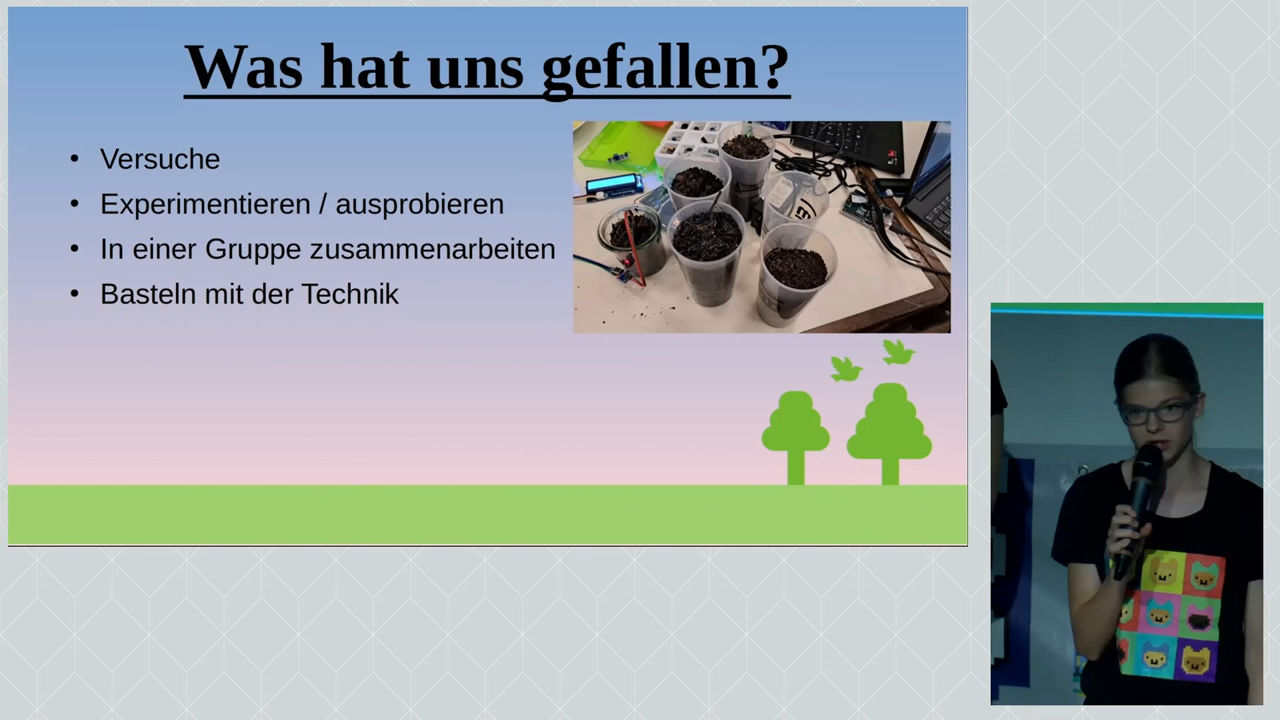 Was hat uns gefallen?
• Versuche
• Experimentieren / ausprobieren
• In einer Gruppe zusammenarbeiten
• Basteln mit der Technik